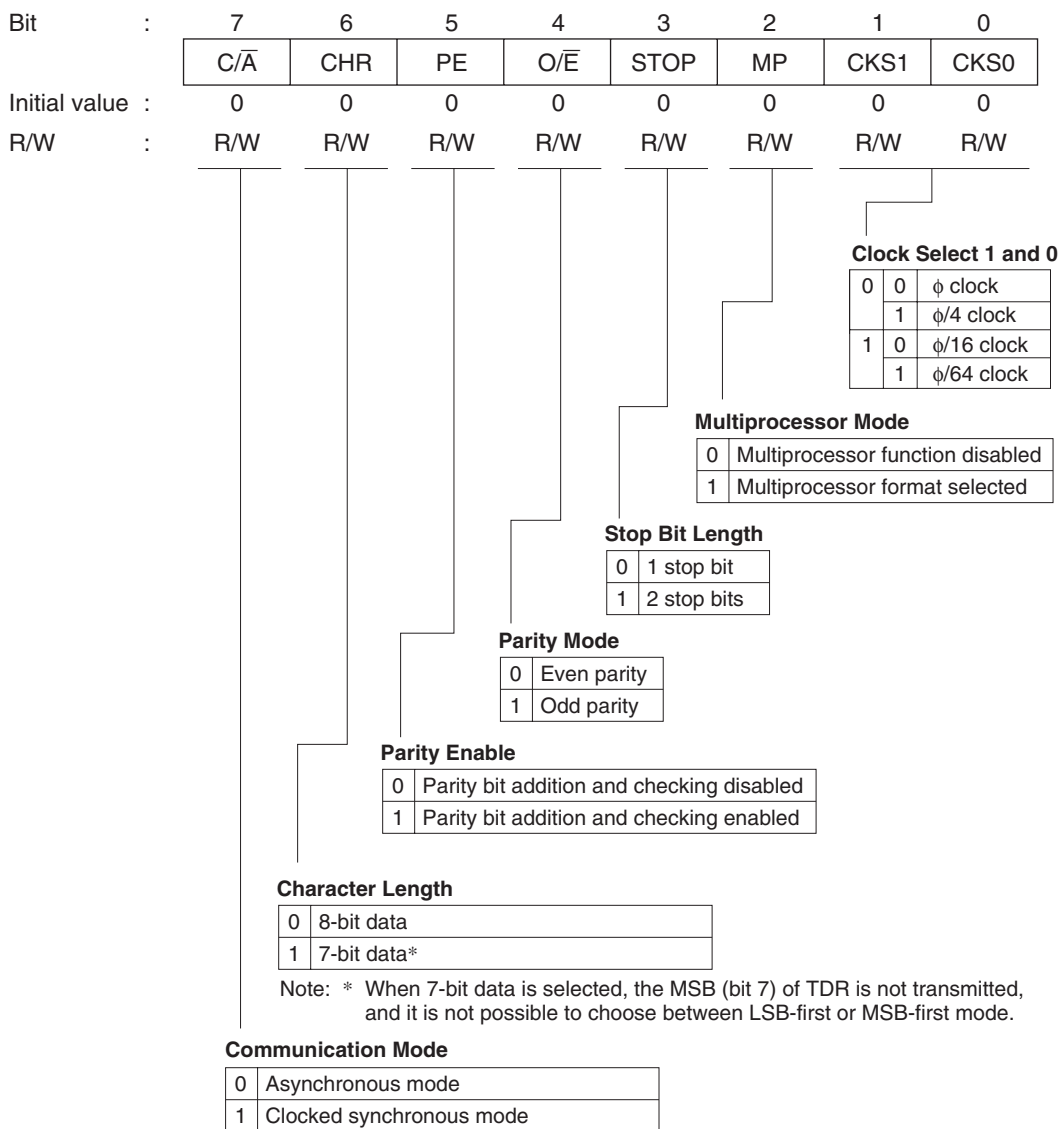 Bit : 7 6 5 4 3 2 1 0
C/A̅ CHR PE O/E̅ STOP MP CKS1 CKS0
Initial value : 0 0 0 0 0 0 0 0
R/W : R/W R/W R/W R/W R/W R/W R/W R/W
Clock Select 1 and 0
0 0 ϕ clock
1 ϕ/4 clock
1 0 ϕ/16 clock
1 ϕ/64 clock
Multiprocessor Mode
0 Multiprocessor function disabled
1 Multiprocessor format selected
Stop Bit Length
0 1 stop bit
1 2 stop bits
Parity Mode
0 Even parity
1 Odd parity
Parity Enable
0 Parity bit addition and checking disabled
1 Parity bit addition and checking enabled
Character Length
0 8-bit data
1 7-bit data*
Note: * When 7-bit data is selected, the MSB (bit 7) of TDR is not transmitted,
and it is not possible to choose between LSB-first or MSB-first mode.
Communication Mode
0 Asynchronous mode
1 Clocked synchronous mode